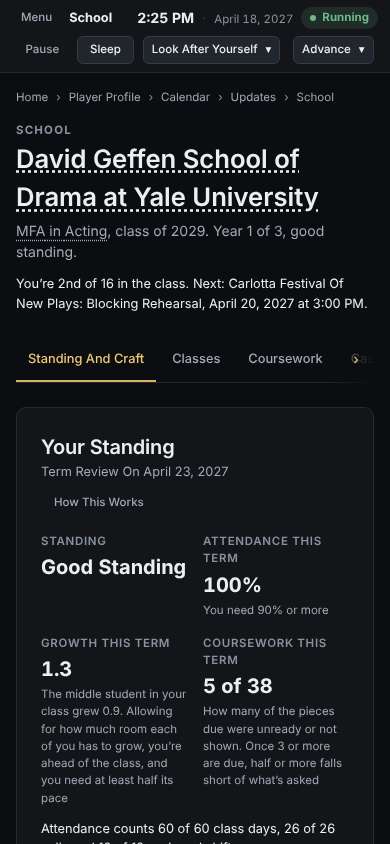 Menu School 2:25 PM · April 18, 2027 Running
Pause Sleep Look After Yourself ▾ Advance ▾
Home › Player Profile › Calendar › Updates › School
SCHOOL
David Geffen School of
Drama at Yale University
MFA in Acting, class of 2029. Year 1 of 3, good
standing.
You're 2nd of 16 in the class. Next: Carlotta Festival Of
New Plays: Blocking Rehearsal, April 20, 2027 at 3:00 PM.
Standing And Craft Classes Coursework
Your Standing
Term Review On April 23, 2027
How This Works
STANDING
Good Standing
ATTENDANCE THIS
TERM
100%
You need 90% or more
GROWTH THIS TERM
1.3
The middle student in your
class grew 0.9. Allowing
for how much room each
of you has to grow, you're
ahead of the class, and
you need at least half its
pace
COURSEWORK THIS
TERM
5 of 38
How many of the pieces
due were unready or not
shown. Once 3 or more
are due, half or more falls
short of what's asked
Attendance counts 60 of 60 class days, 26 of 26